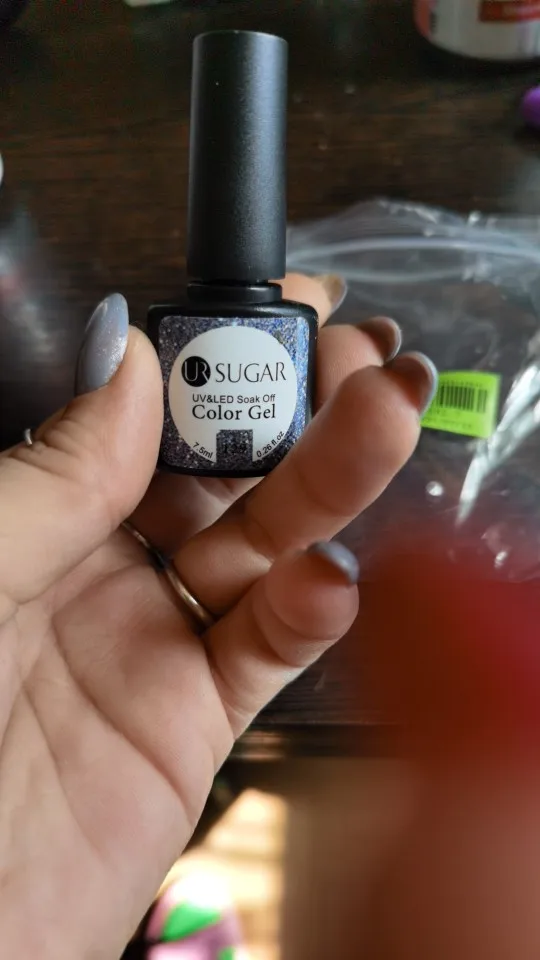 UR SUGAR
UV&LED Soak Off
Color Gel
7.5ml
0.26 fl.oz